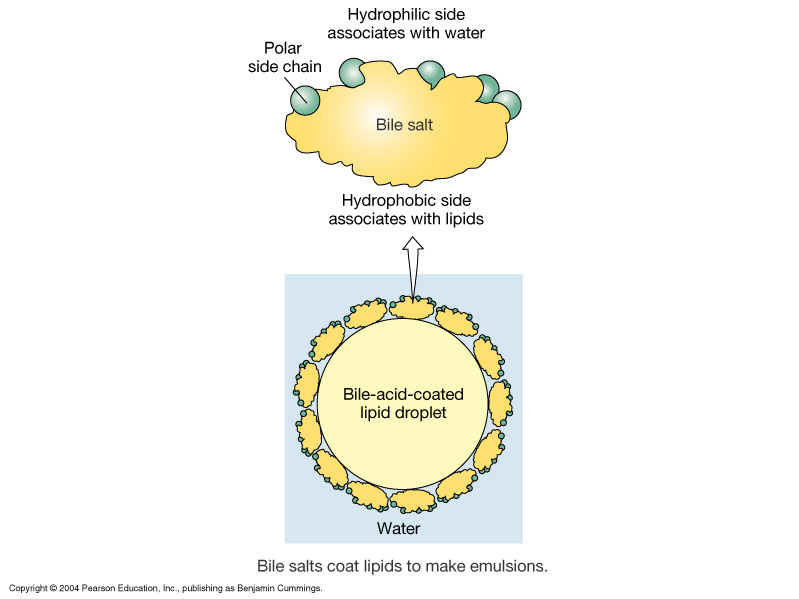 Hydrophilic side
associates with water
Polar
side chain
Bile salt
Hydrophobic side
associates with lipids
Bile-acid-coated
lipid droplet
Water
Bile salts coat lipids to make emulsions.
Copyright © 2004 Pearson Education, Inc., publishing as Benjamin Cummings.